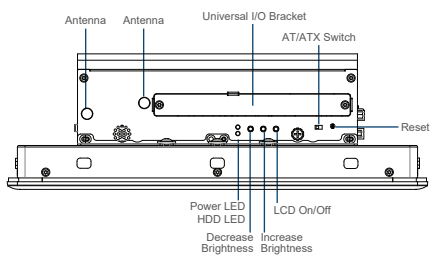 Antenna
Antenna
Universal I/O Bracket
AT/ATX Switch
Reset
Power LED
HDD LED
LCD On/Off
Decrease
Brightness
Increase
Brightness